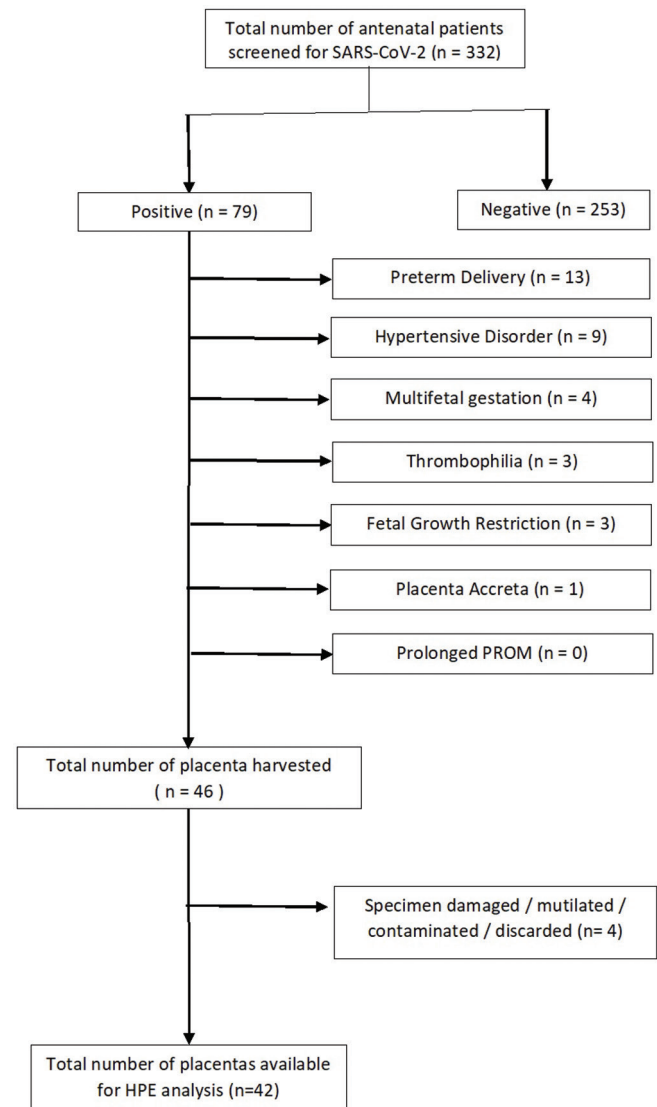 Total number of antenatal patients
screened for SARS-CoV-2 (n = 332)
Positive (n = 79)
Negative (n = 253)
Preterm Delivery (n = 13)
Hypertensive Disorder (n = 9)
Multifetal gestation (n = 4)
Thrombophilia (n = 3)
Fetal Growth Restriction (n = 3)
Placenta Accreta (n = 1)
Prolonged PROM (n = 0)
Total number of placenta harvested
( n = 46 )
Specimen damaged / mutilated /
contaminated / discarded (n= 4)
Total number of placentas available
for HPE analysis (n=42)